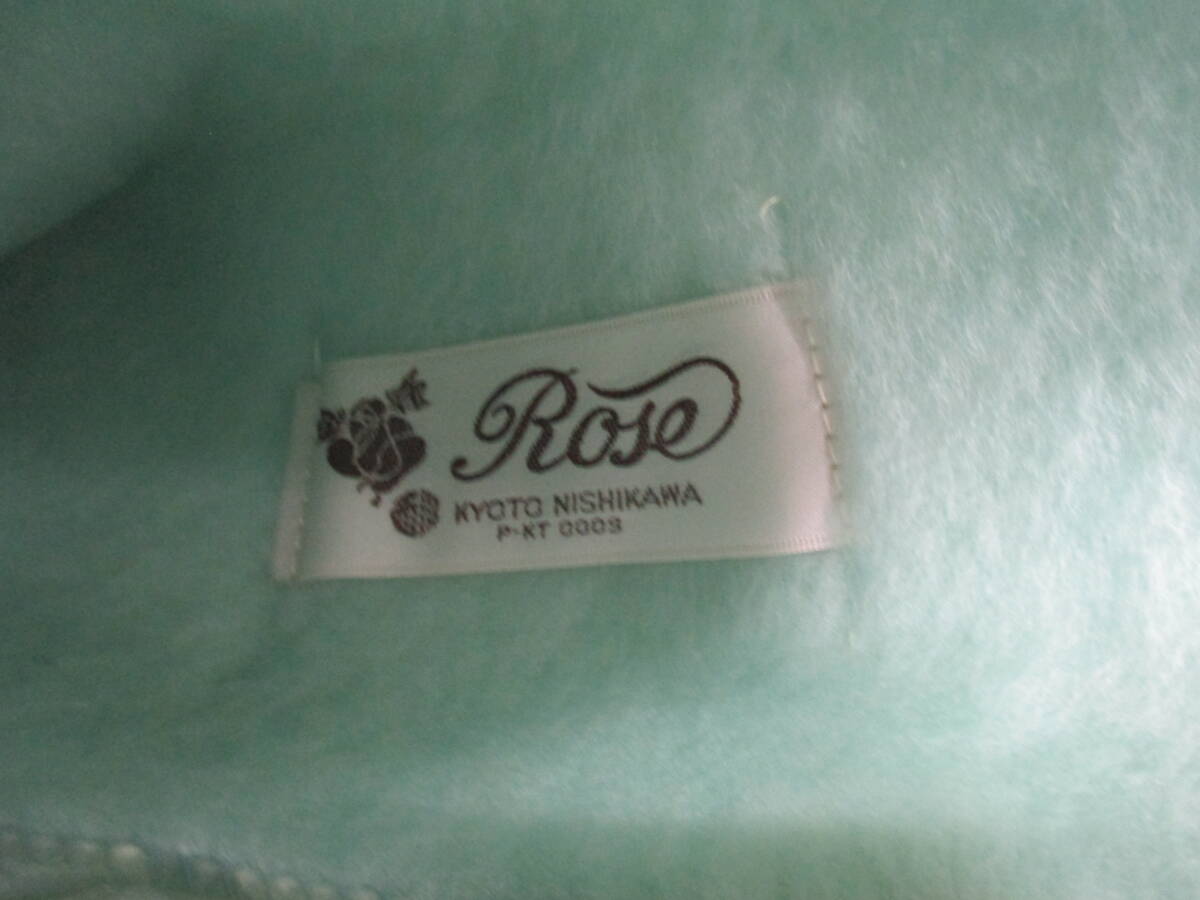 Rose
KYOTO NISHIKAWA
P-KT 0003